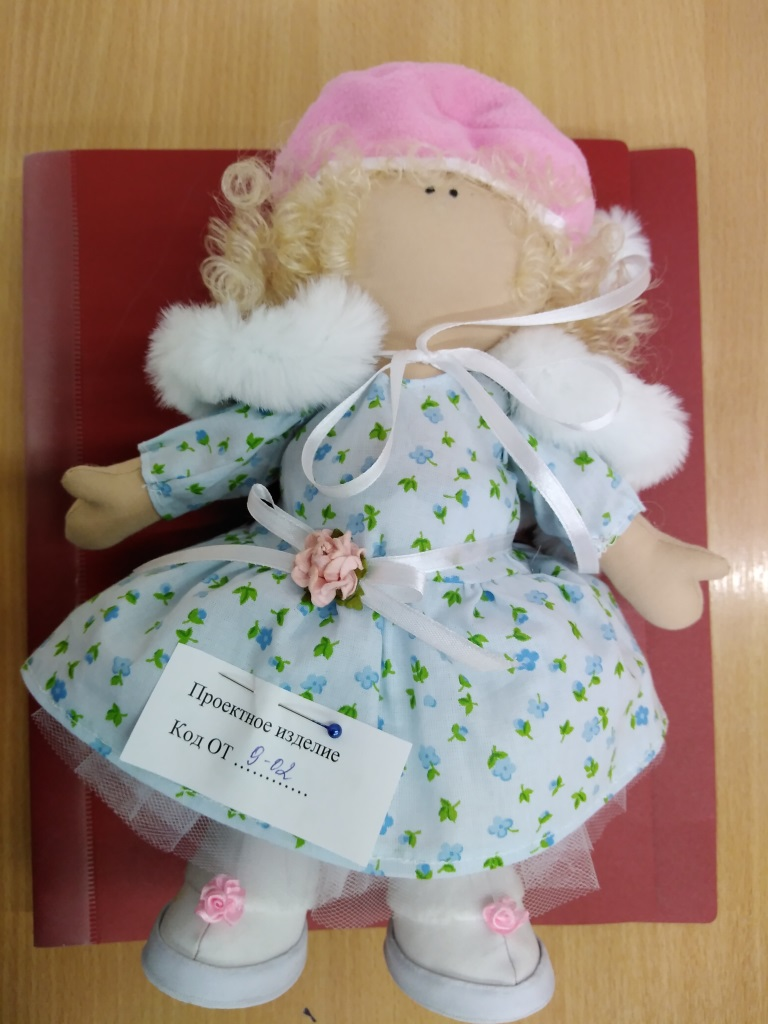 Проектное изделие
Код ОТ 9-02
............